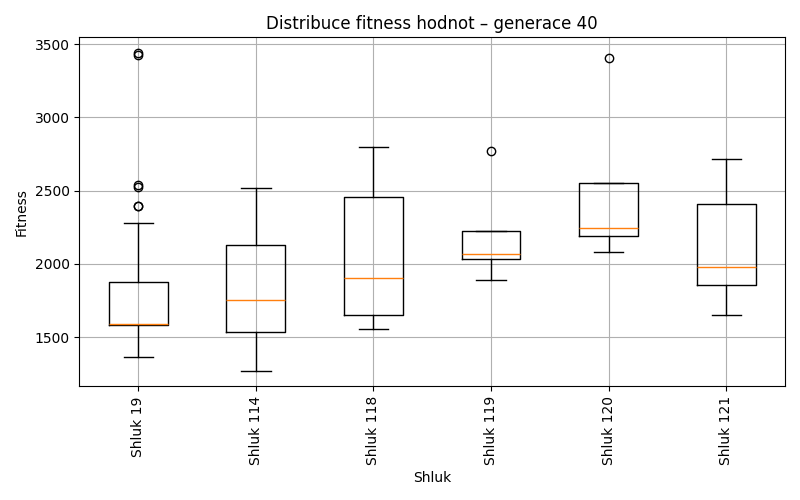 Distribuce fitness hodnot – generace 40
Fitness
3500
3000
2500
2000
1500
Shluk 19
Shluk 114
Shluk 118
Shluk 119
Shluk 120
Shluk 121
Shluk